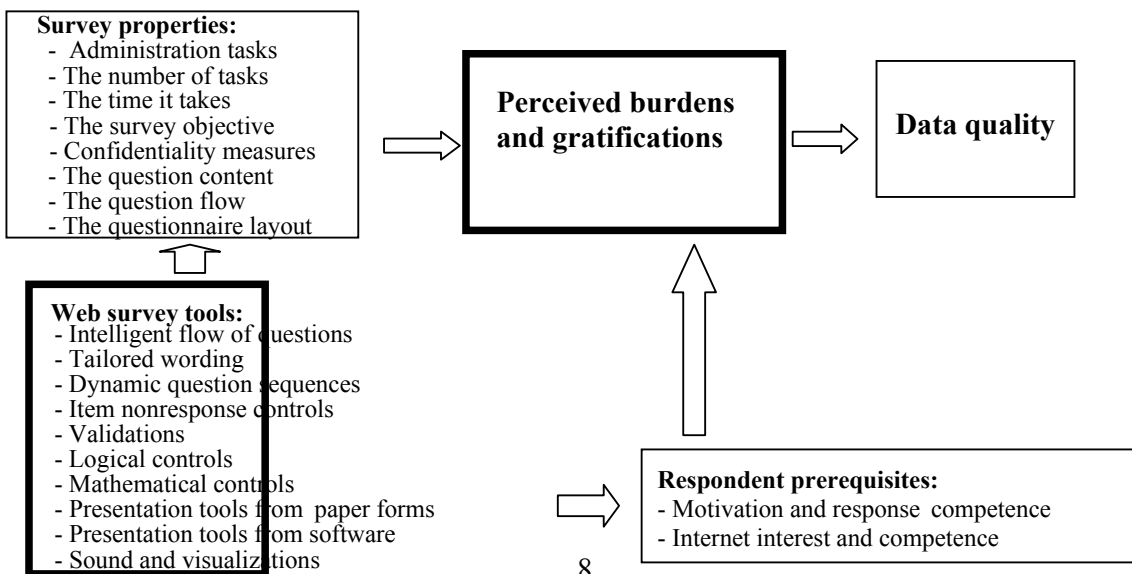 Survey properties:
- Administration tasks
- The number of tasks
- The time it takes
- The survey objective
- Confidentiality measures
- The question content
- The question flow
- The questionnaire layout
Perceived burdens
and gratifications
Data quality
Web survey tools:
- Intelligent flow of questions
- Tailored wording
- Dynamic question sequences
- Item nonresponse controls
- Validations
- Logical controls
- Mathematical controls
- Presentation tools from paper forms
- Presentation tools from software
- Sound and visualizations
Respondent prerequisites:
- Motivation and response competence
- Internet interest and competence
8